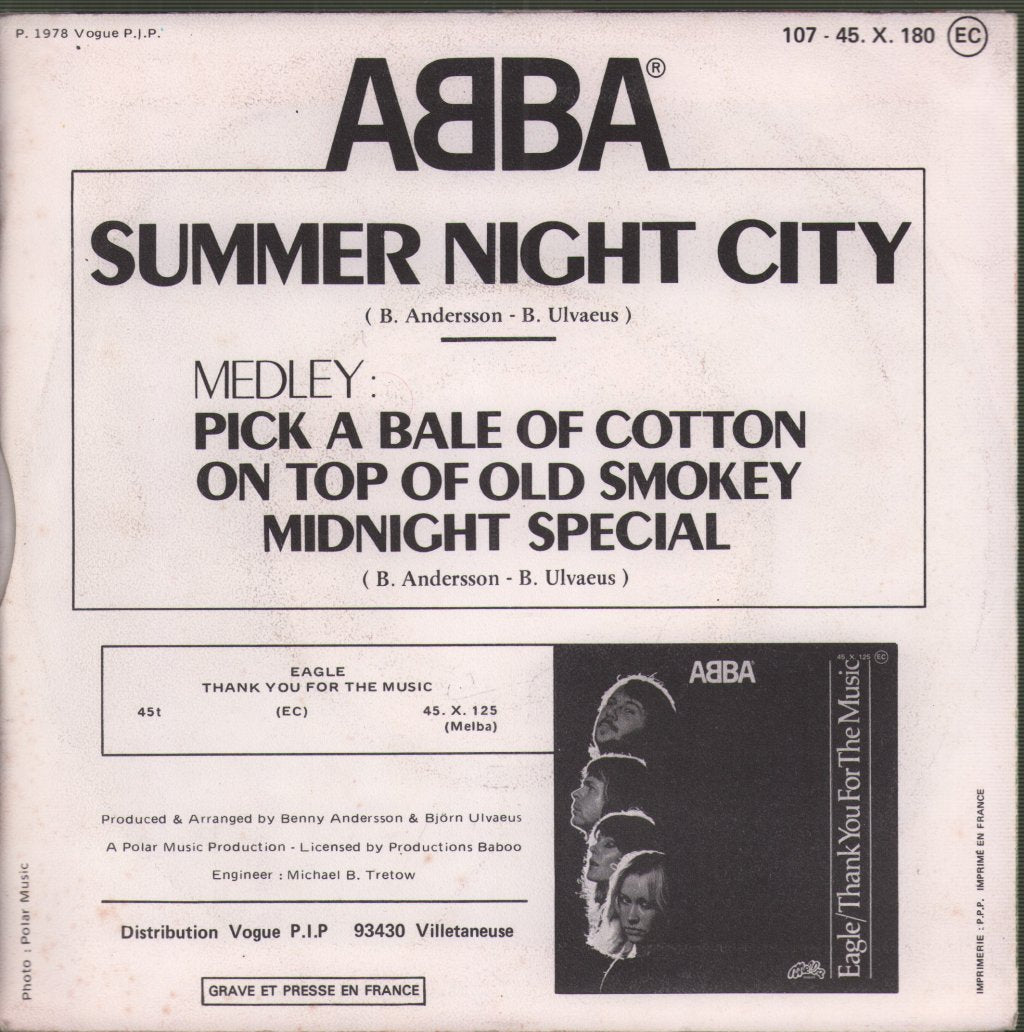 P. 1978 Vogue P.I.P.
107 - 45. X. 180 EC
ABBA®
SUMMER NIGHT CITY
( B. Andersson - B. Ulvaeus )
MEDLEY :
PICK A BALE OF COTTON
ON TOP OF OLD SMOKEY
MIDNIGHT SPECIAL
( B. Andersson - B. Ulvaeus )
EAGLE
THANK YOU FOR THE MUSIC
45t (EC) 45. X. 125
(Melba)
45. X. 125 EC
ABBA®
Eagle/Thank You For The Music
Melba
Produced & Arranged by Benny Andersson & Björn Ulvaeus
A Polar Music Production - Licensed by Productions Baboo
Engineer : Michael B. Tretow
Distribution Vogue P.I.P 93430 Villetaneuse
GRAVE ET PRESSE EN FRANCE
Photo : Polar Music
IMPRIMERIE : P.P.P. IMPRIMÉ EN FRANCE